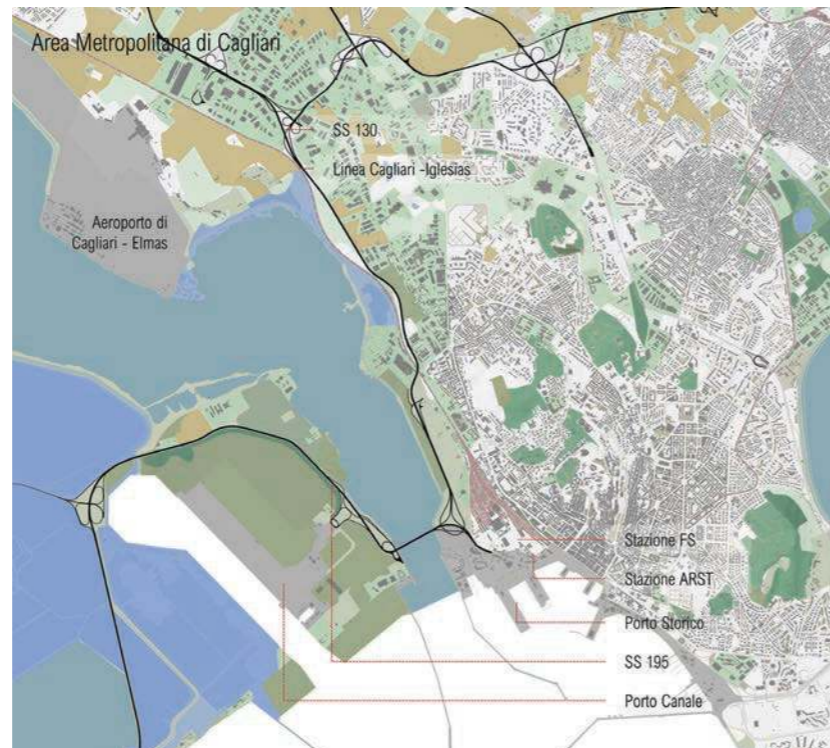 Area Metropolitana di Cagliari
SS 130
Linea Cagliari -Iglesias
Aeroporto di
Cagliari - Elmas
Stazione FS
Stazione ARST
Porto Storico
SS 195
Porto Canale